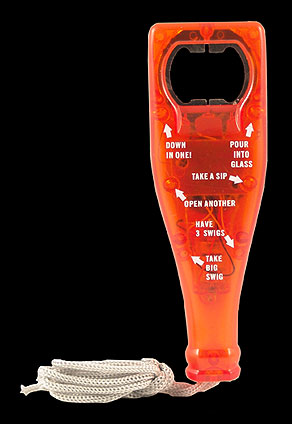 DOWN
IN ONE!
POUR
INTO
GLASS
TAKE A SIP
OPEN ANOTHER
HAVE
3 SWIGS
TAKE
BIG
SWIG